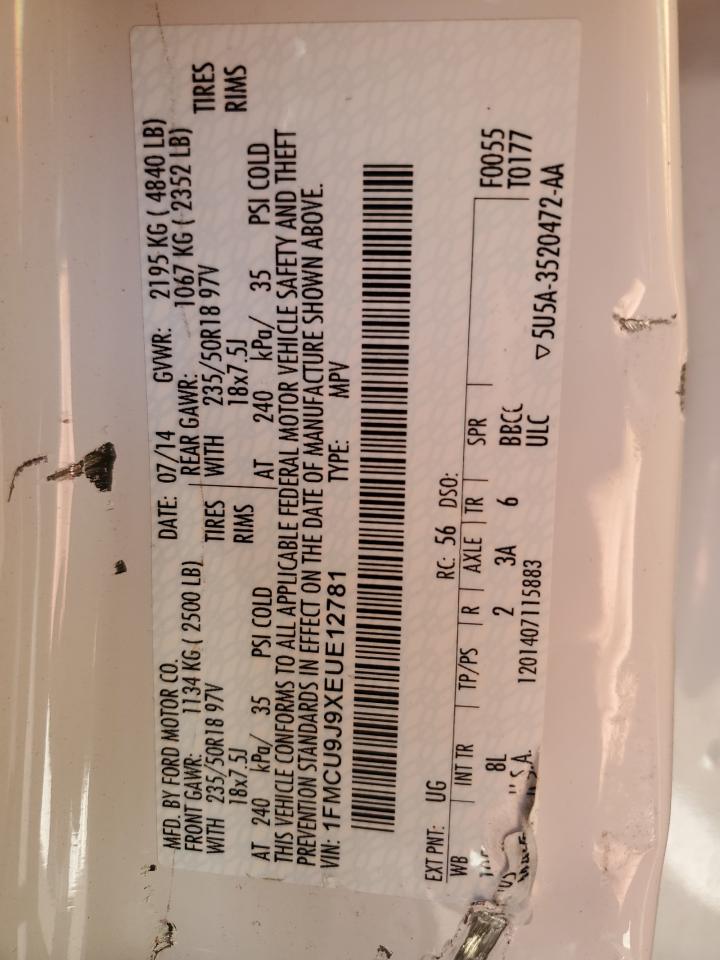 MFD. BY FORD MOTOR CO. DATE: 07/14 GVWR: 2195 KG ( 4840 LB)
FRONT GAWR: 1134 KG ( 2500 LB) REAR GAWR: 1067 KG ( 2352 LB)
WITH 235/50R18 97V TIRES WITH 235/50R18 97V TIRES
18x7.5J RIMS 18x7.5J RIMS
AT 240 kPa/ 35 PSI COLD AT 240 kPa/ 35 PSI COLD
THIS VEHICLE CONFORMS TO ALL APPLICABLE FEDERAL MOTOR VEHICLE SAFETY AND THEFT
PREVENTION STANDARDS IN EFFECT ON THE DATE OF MANUFACTURE SHOWN ABOVE.
VIN: 1FMCU9J9XEUE12781 TYPE: MPV
EXT PNT: UG RC: 56 DSO:
WB INT TR TP/PS R AXLE TR SPR F0055
8L 2 3A 6 BBCC T0177
U.S.A. 1201407115883 ULC ▽5U5A-3520472-AA